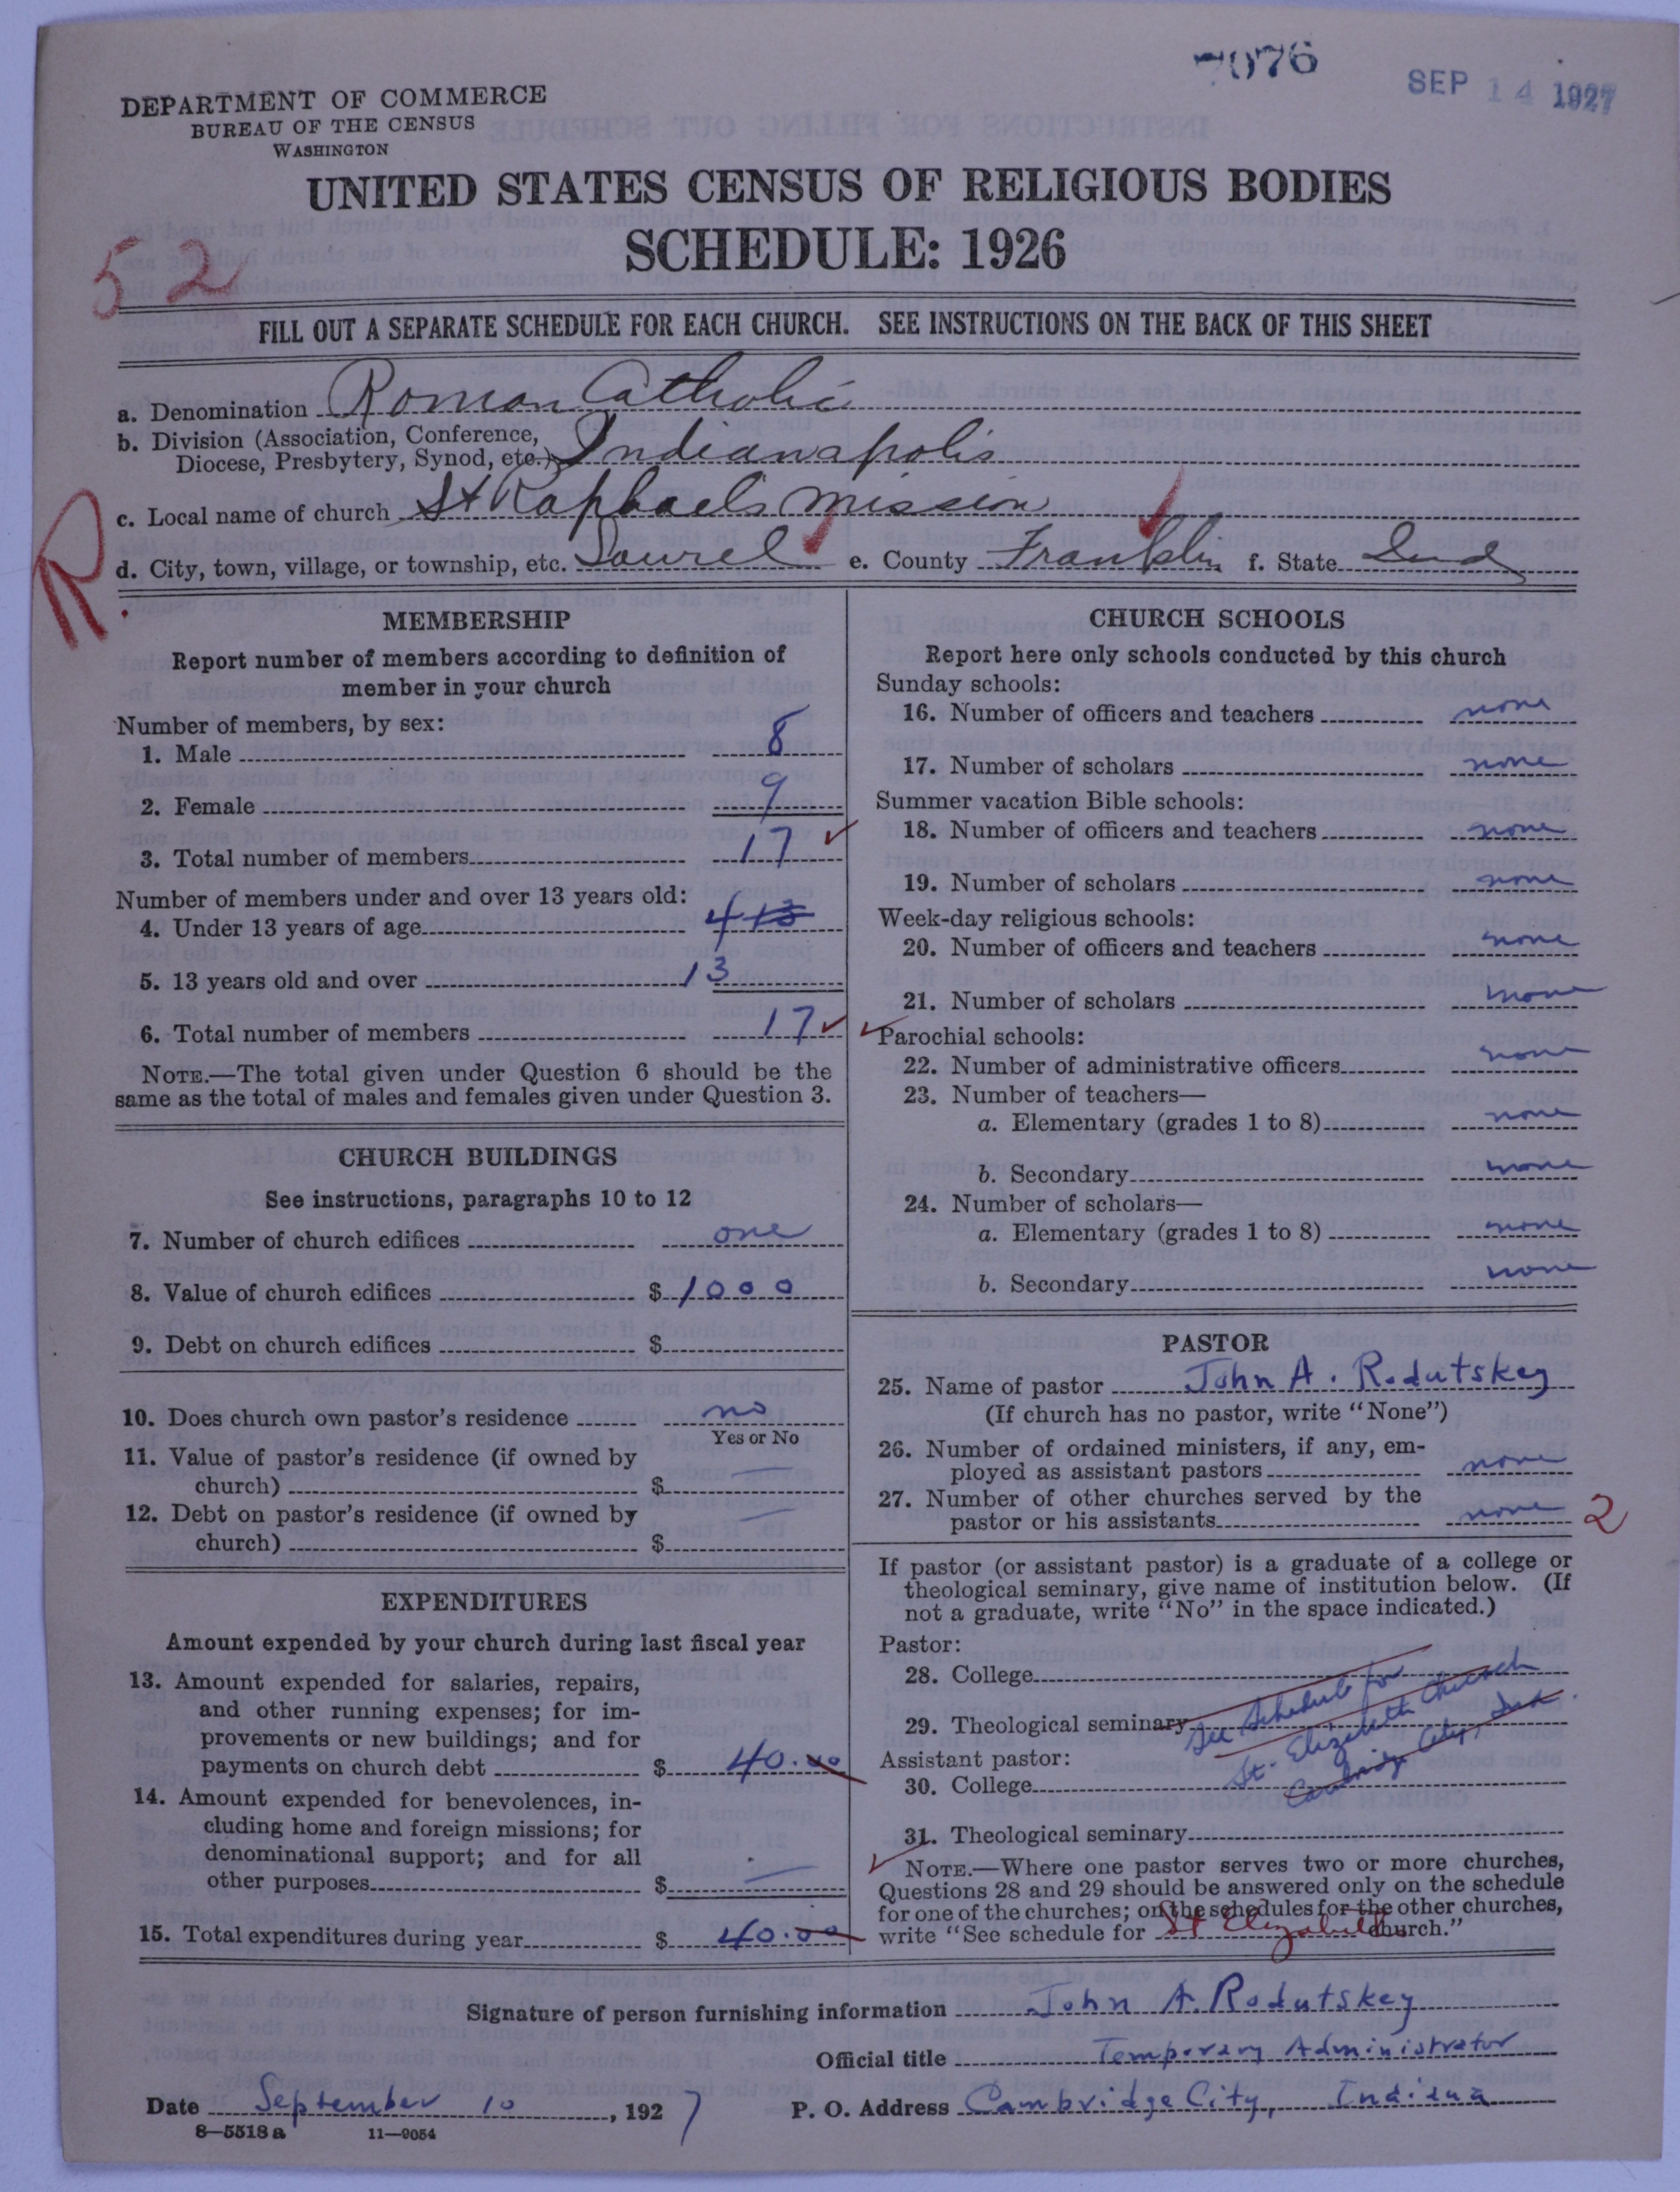 7076
SEP 14 1927
DEPARTMENT OF COMMERCE
BUREAU OF THE CENSUS
WASHINGTON
UNITED STATES CENSUS OF RELIGIOUS BODIES
SCHEDULE: 1926
52
FILL OUT A SEPARATE SCHEDULE FOR EACH CHURCH. SEE INSTRUCTIONS ON THE BACK OF THIS SHEET
a. Denomination Roman Catholic
b. Division (Association, Conference, Diocese, Presbytery, Synod, etc.) Indianapolis
c. Local name of church St Raphaels mission
R.
d. City, town, village, or township, etc. Laurel e. County Franklin f. State Ind
MEMBERSHIP
Report number of members according to definition of
member in your church
Number of members, by sex:
1. Male 8
2. Female 9
3. Total number of members 17 ✓
Number of members under and over 13 years old:
4. Under 13 years of age 4 13
5. 13 years old and over 13
6. Total number of members 17 ✓
NOTE.—The total given under Question 6 should be the
same as the total of males and females given under Question 3.
CHURCH BUILDINGS
See instructions, paragraphs 10 to 12
7. Number of church edifices one
8. Value of church edifices $ 1000
9. Debt on church edifices $
10. Does church own pastor's residence no
Yes or No
11. Value of pastor's residence (if owned by
church) $ —
12. Debt on pastor's residence (if owned by
church) $ —
EXPENDITURES
Amount expended by your church during last fiscal year
13. Amount expended for salaries, repairs,
and other running expenses; for im-
provements or new buildings; and for
payments on church debt $ 40.00
14. Amount expended for benevolences, in-
cluding home and foreign missions; for
denominational support; and for all
other purposes $ —
15. Total expenditures during year $ 40.00
CHURCH SCHOOLS
Report here only schools conducted by this church
Sunday schools:
16. Number of officers and teachers none
17. Number of scholars none
Summer vacation Bible schools:
18. Number of officers and teachers none
19. Number of scholars none
Week-day religious schools:
20. Number of officers and teachers none
21. Number of scholars none
✓ Parochial schools:
22. Number of administrative officers none
23. Number of teachers—
a. Elementary (grades 1 to 8) none
b. Secondary none
24. Number of scholars—
a. Elementary (grades 1 to 8) none
b. Secondary none
PASTOR
25. Name of pastor John A. Rodutskey
(If church has no pastor, write "None")
26. Number of ordained ministers, if any, em-
ployed as assistant pastors none
27. Number of other churches served by the
pastor or his assistants none 2
If pastor (or assistant pastor) is a graduate of a college or
theological seminary, give name of institution below. (If
not a graduate, write "No" in the space indicated.)
Pastor:
28. College
29. Theological seminary See Schedule for
Assistant pastor: St. Elizabeth Church
30. College Cambridge City, Ind.
31. Theological seminary
✓ NOTE.—Where one pastor serves two or more churches,
Questions 28 and 29 should be answered only on the schedule
for one of the churches; on the schedules for the other churches,
write "See schedule for St Elizabeth church."
Signature of person furnishing information John A. Rodutskey
Official title Temporary Administrator
Date September 10, 1927 P. O. Address Cambridge City, Indiana
8—5518 a 11—9054